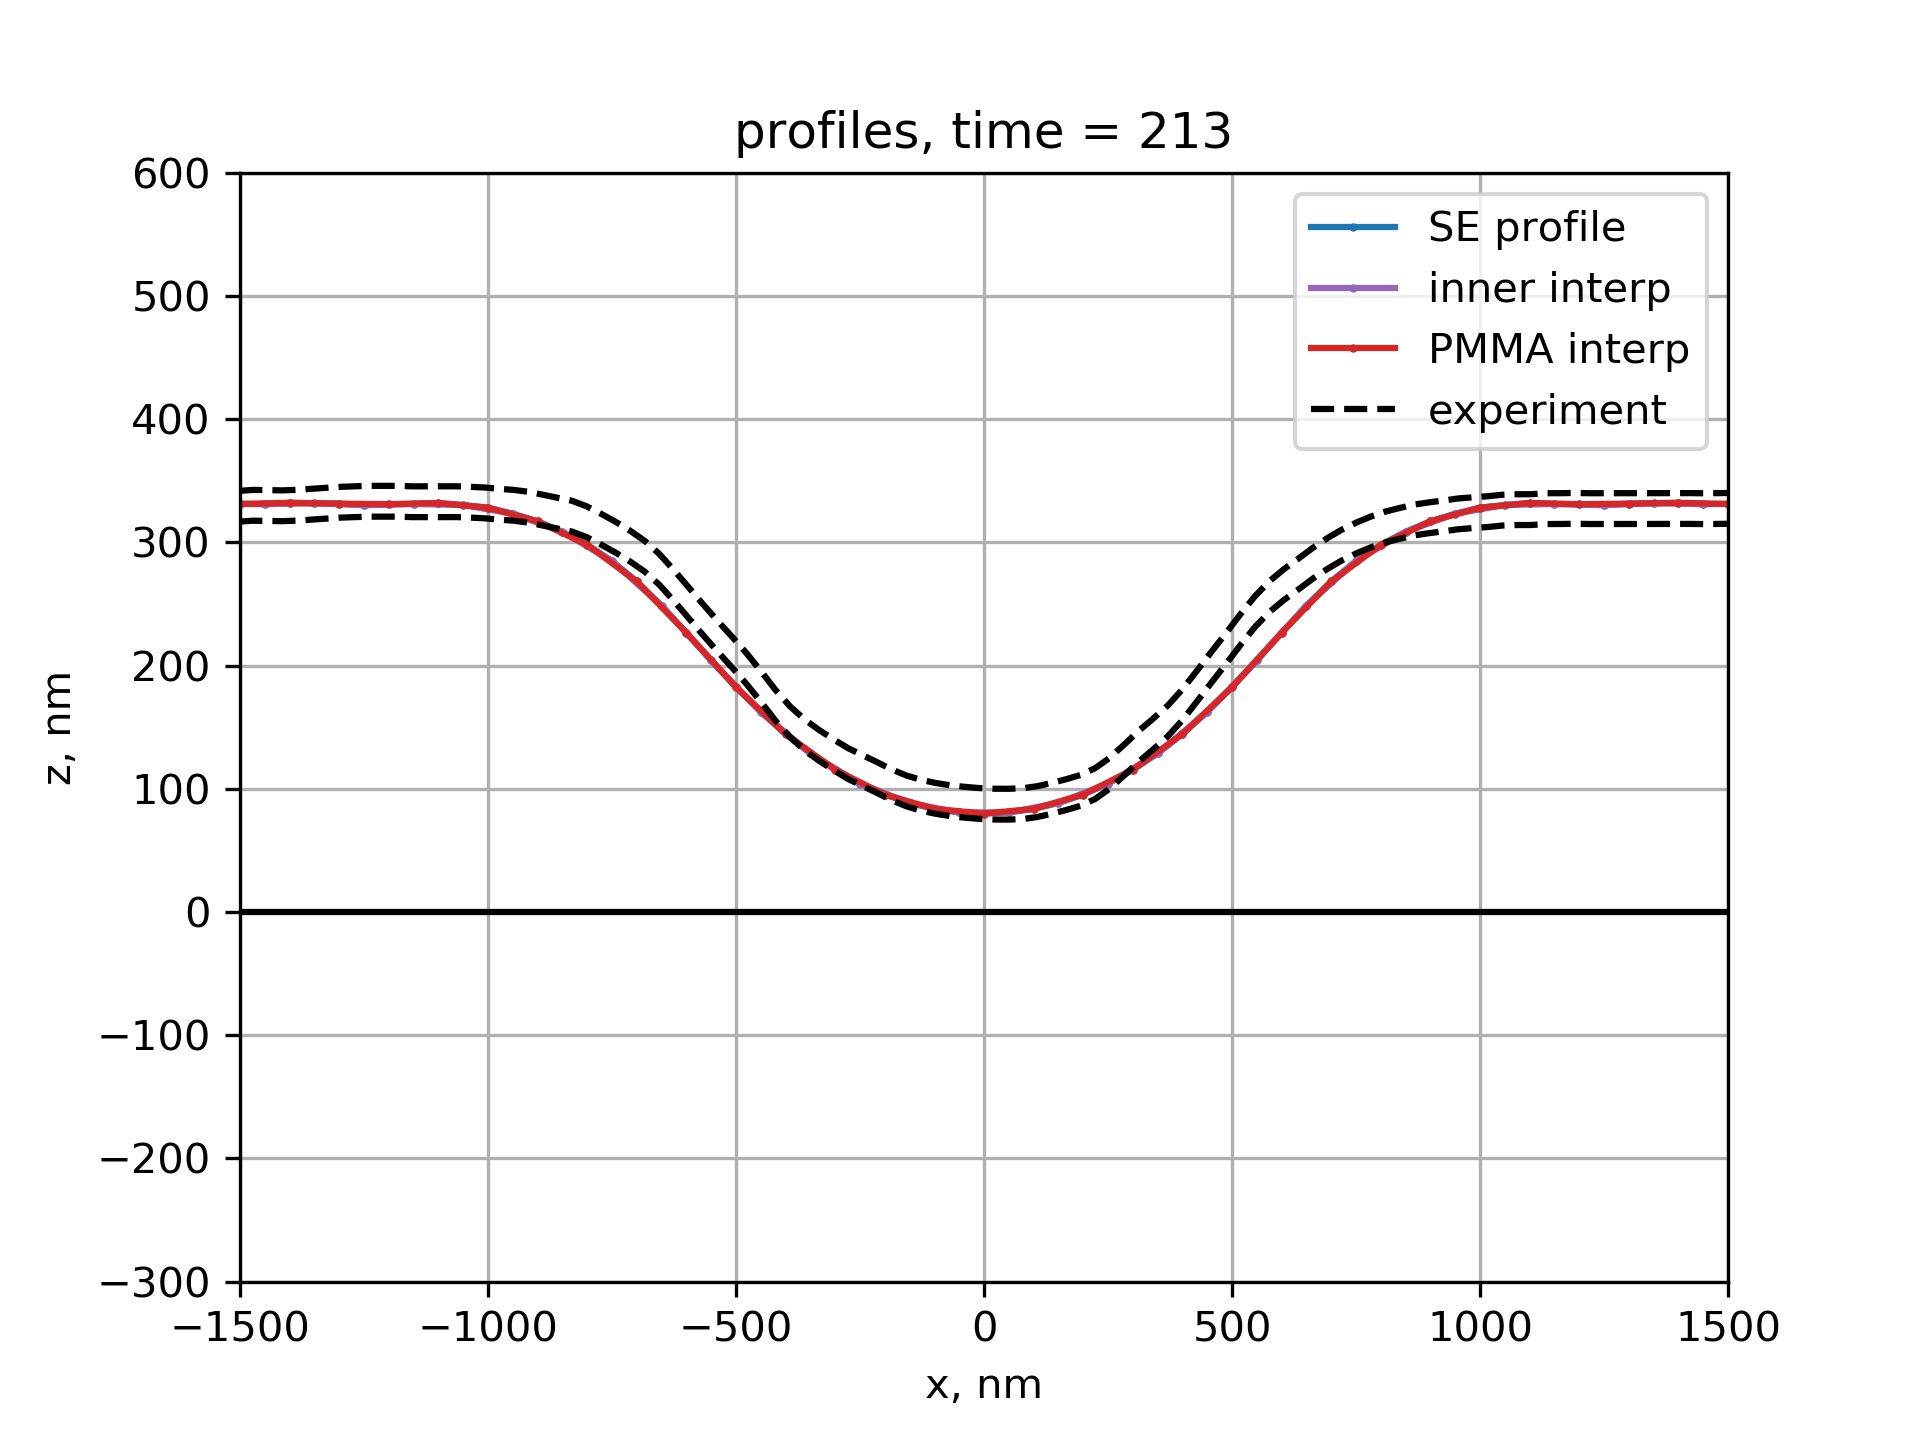 profiles, time = 213
600
500
400
300
200
100
0
−100
−200
−300
z, nm
SE profile
inner interp
PMMA interp
experiment
−1500 −1000 −500 0 500 1000 1500
x, nm